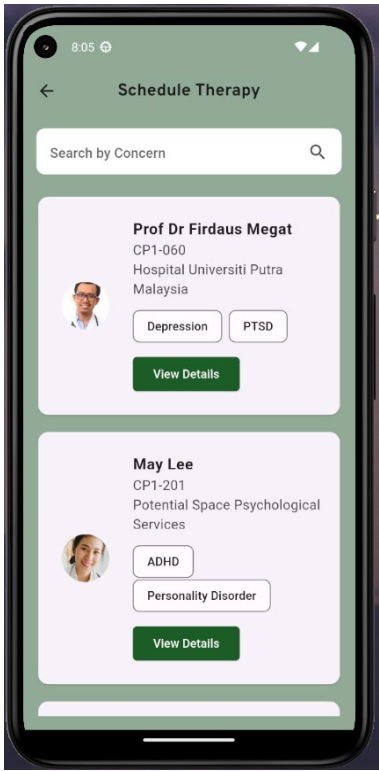 8:05
Schedule Therapy
Search by Concern
Prof Dr Firdaus Megat
CP1-060
Hospital Universiti Putra
Malaysia
Depression PTSD
View Details
May Lee
CP1-201
Potential Space Psychological
Services
ADHD
Personality Disorder
View Details